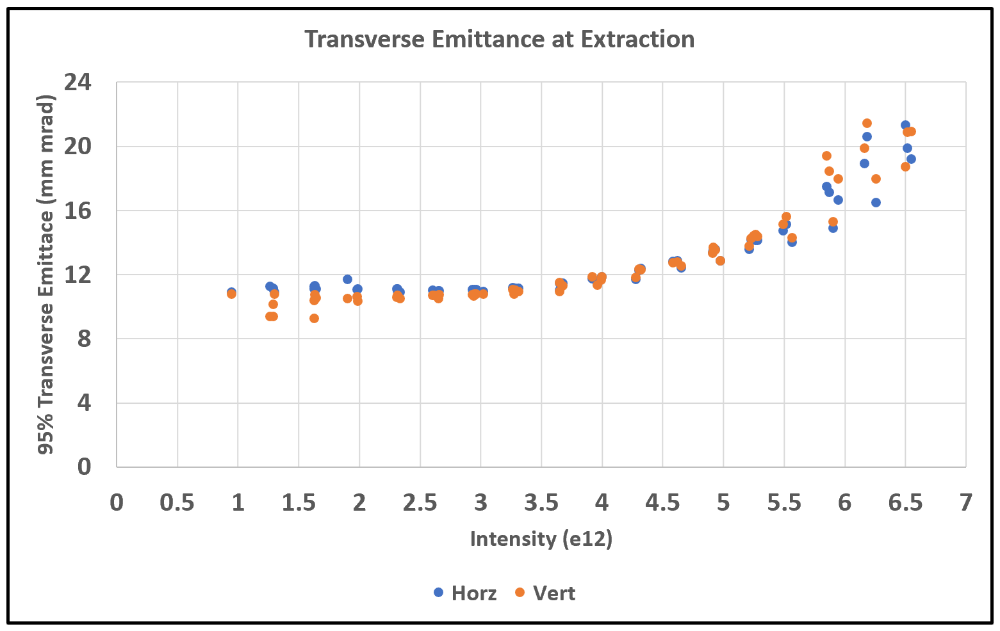 Transverse Emittance at Extraction
95% Transverse Emittace (mm mrad)
24
20
16
12
8
4
0
0 0.5 1 1.5 2 2.5 3 3.5 4 4.5 5 5.5 6 6.5 7
Intensity (e12)
Horz Vert